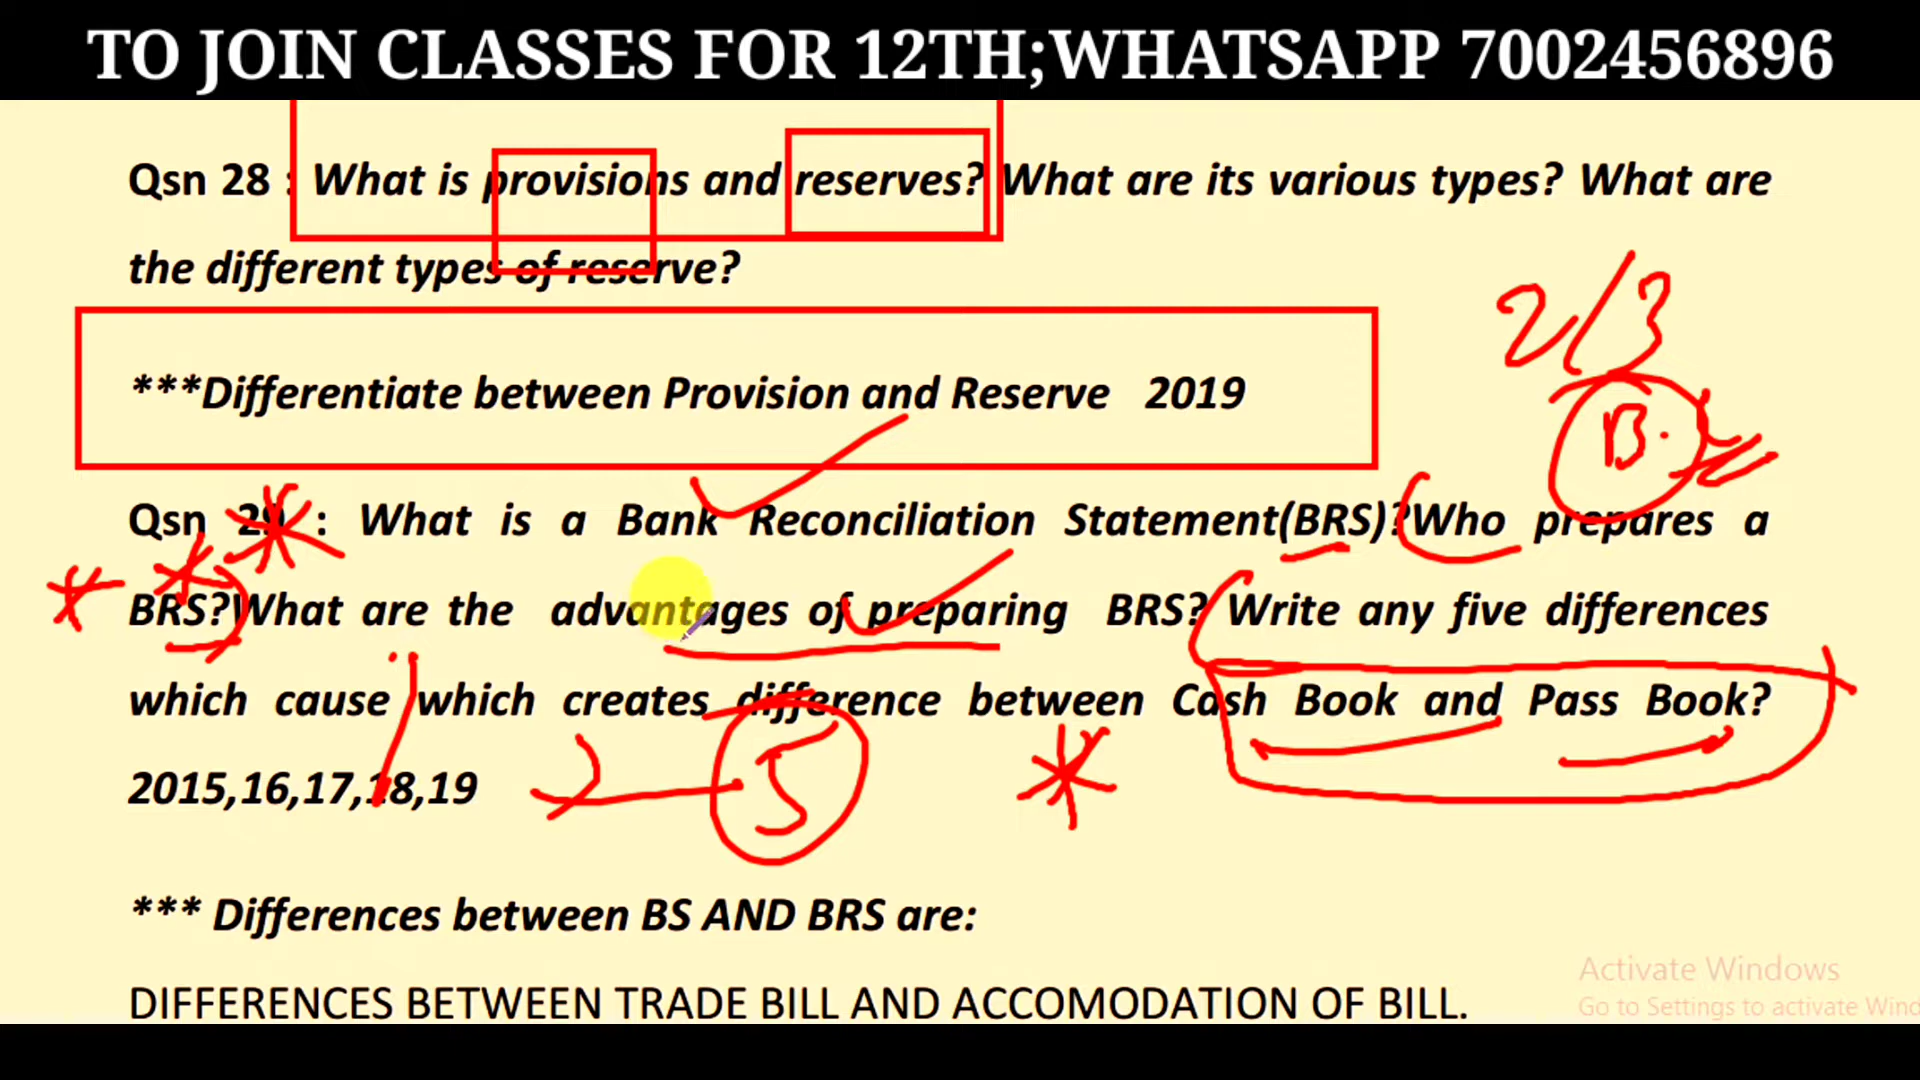 TO JOIN CLASSES FOR 12TH;WHATSAPP 7002456896
Qsn 28 : What is provisions and reserves? What are its various types? What are
the different types of reserve?
2/3
***Differentiate between Provision and Reserve 2019
B.
Qsn 29 : What is a Bank Reconciliation Statement(BRS)?Who prepares a
BRS?What are the advantages of preparing BRS? Write any five differences
which cause which creates difference between Cash Book and Pass Book?
2015,16,17,18,19
5
*** Differences between BS AND BRS are:
DIFFERENCES BETWEEN TRADE BILL AND ACCOMODATION OF BILL.
Activate Windows
Go to Settings to activate Wind